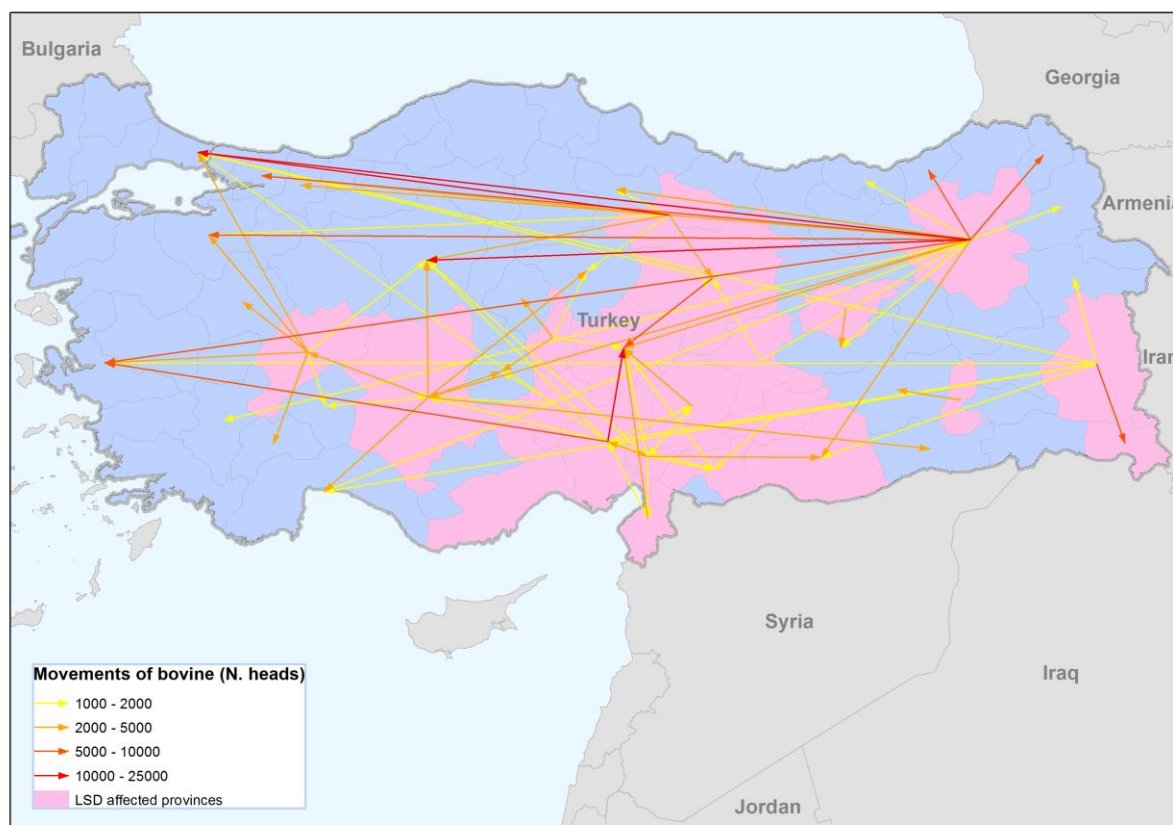 Bulgaria
Georgia
Armenia
Turkey
Iran
Syria
Iraq
Jordan
Movements of bovine (N. heads)
1000 - 2000
2000 - 5000
5000 - 10000
10000 - 25000
LSD affected provinces